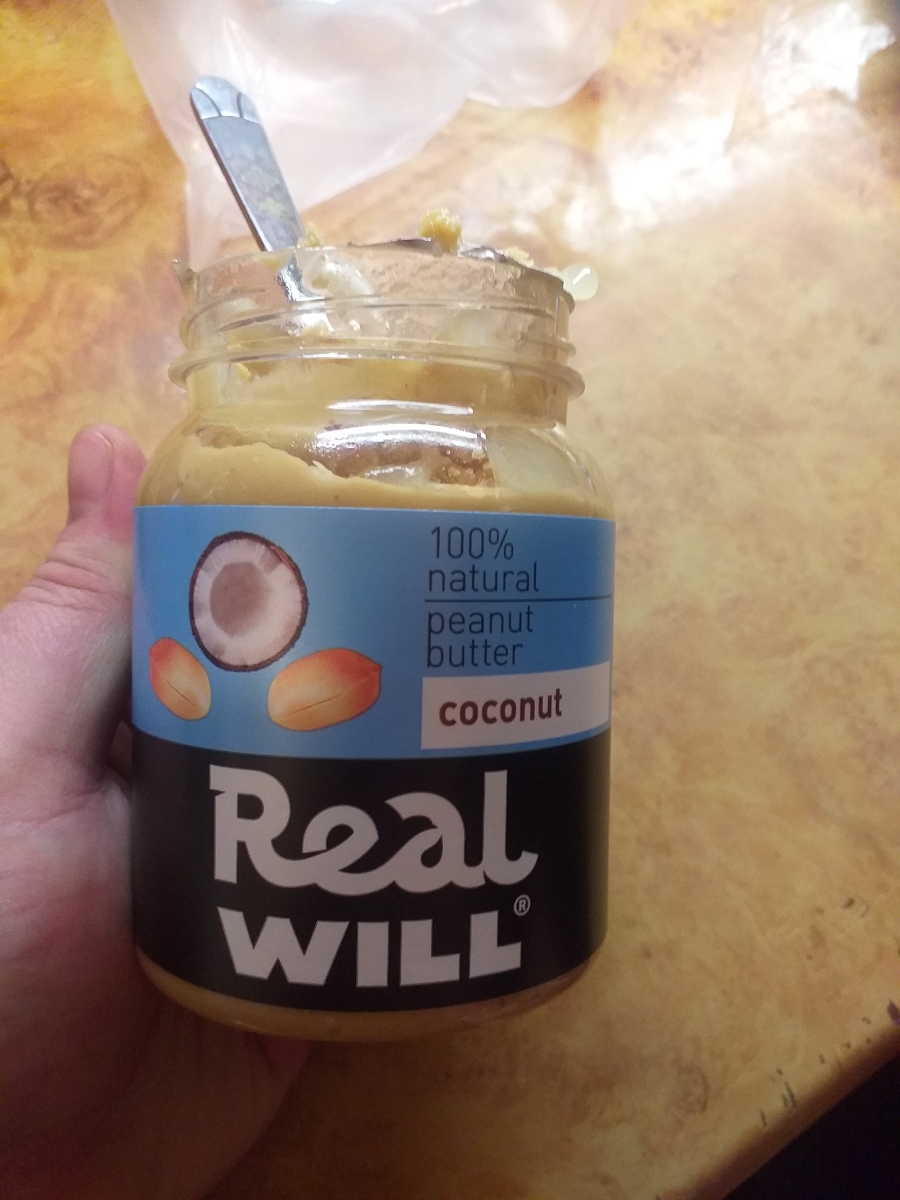 100%
natural
peanut
butter
coconut
Real
WILL®